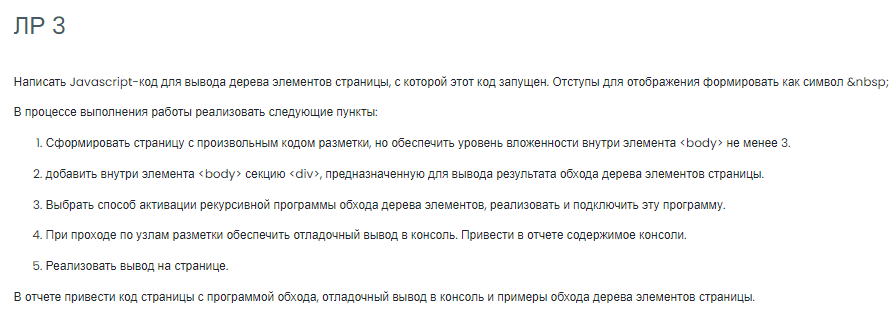 ЛР 3
Написать Javascript-код для вывода дерева элементов страницы, с которой этот код запущен. Отступы для отображения формировать как символ &nbsp;
В процессе выполнения работы реализовать следующие пункты:
1. Сформировать страницу с произвольным кодом разметки, но обеспечить уровень вложенности внутри элемента <body> не менее 3.
2. добавить внутри элемента <body> секцию <div>, предназначенную для вывода результата обхода дерева элементов страницы.
3. Выбрать способ активации рекурсивной программы обхода дерева элементов, реализовать и подключить эту программу.
4. При проходе по узлам разметки обеспечить отладочный вывод в консоль. Привести в отчете содержимое консоли.
5. Реализовать вывод на странице.
В отчете привести код страницы с программой обхода, отладочный вывод в консоль и примеры обхода дерева элементов страницы.